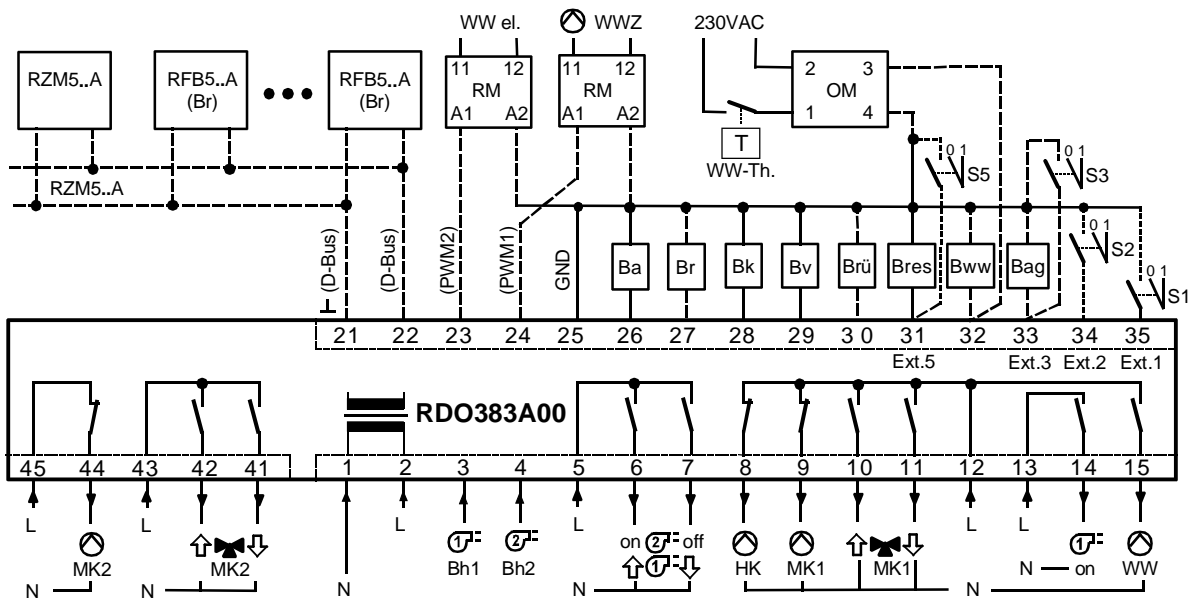 WW el. WWZ 230VAC
RZM5..A RFB5..A (Br) RFB5..A (Br)
11 12 11 12 2 3
RM RM OM
A1 A2 A1 A2 1 4
T
WW-Th.
0 1 S5 0 1 S3
RZM5..A
0 1 S2
0 1 S1
(D-Bus) (D-Bus) (PWM2) (PWM1) GND
Ba Br Bk Bv Brü Bres Bww Bag
21 22 23 24 25 26 27 28 29 30 31 32 33 34 35
Ext.5 Ext.3 Ext.2 Ext.1
RDO383A00
45 44 43 42 41 1 2 3 4 5 6 7 8 9 10 11 12 13 14 15
L L L L L L
1 2 on 2 off 1
MK2 MK2 Bh1 Bh2 1 HK MK1 MK1 N on WW
N N N N N